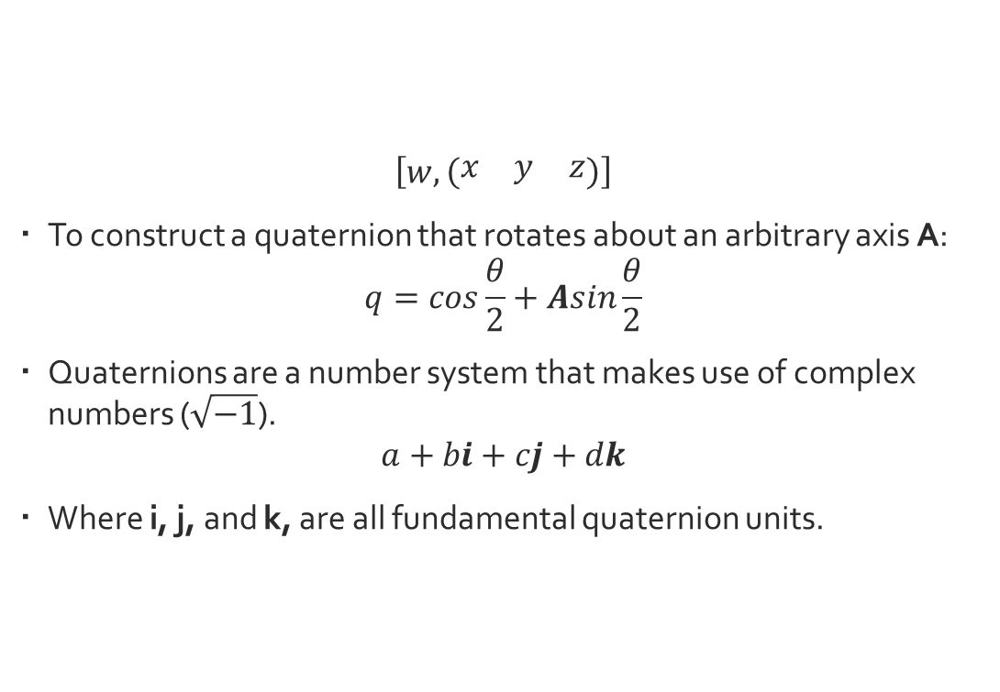 [w, (x y z)]
▪ To construct a quaternion that rotates about an arbitrary axis A:
q = cos θ/2 + A sin θ/2
▪ Quaternions are a number system that makes use of complex
numbers (√−1).
a + bi + cj + dk
▪ Where i, j, and k, are all fundamental quaternion units.